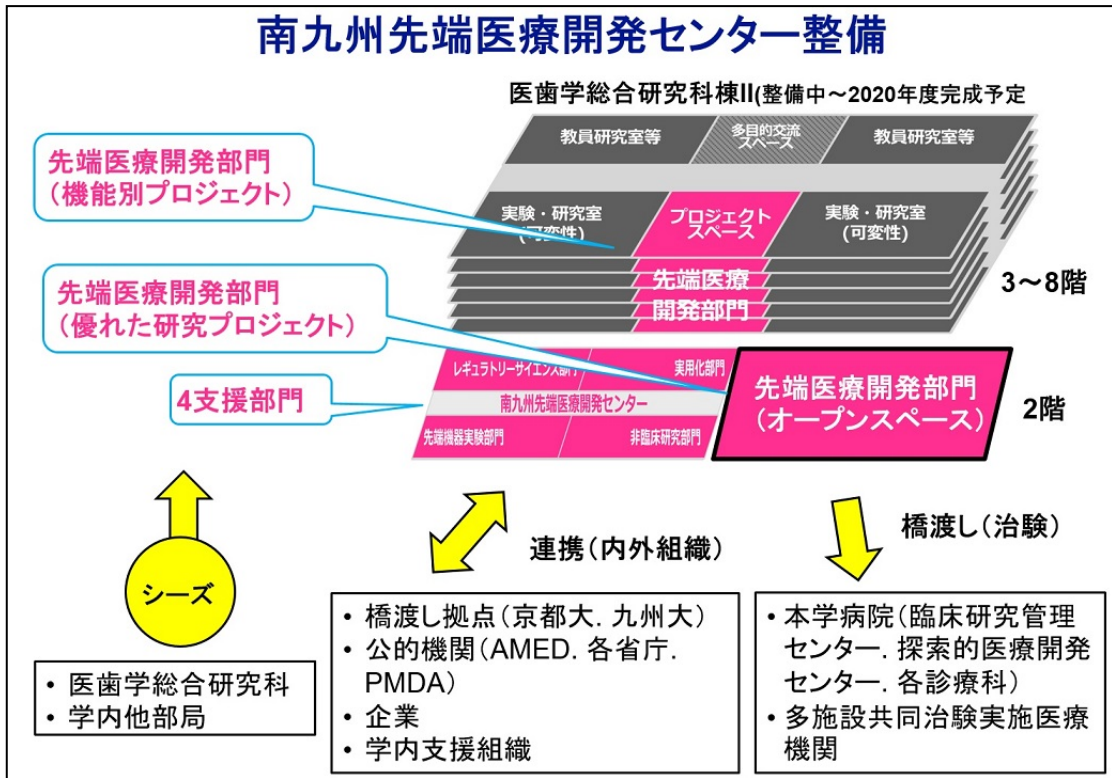 南九州先端医療開発センター整備
医歯学総合研究科棟II(整備中～2020年度完成予定
教員研究室等
多目的交流
スペース
教員研究室等
先端医療開発部門
（機能別プロジェクト）
実験・研究室
(可変性)
プロジェクト
スペース
実験・研究室
(可変性)
先端医療
開発部門
3～8階
先端医療開発部門
（優れた研究プロジェクト）
レギュラトリーサイエンス部門
実用化部門
4支援部門
南九州先端医療開発センター
先端機器実験部門
非臨床研究部門
先端医療開発部門
（オープンスペース）
2階
シーズ
連携（内外組織）
橋渡し（治験）
・医歯学総合研究科
・学内他部局
・橋渡し拠点（京都大. 九州大）
・公的機関（AMED. 各省庁.
PMDA）
・企業
・学内支援組織
・本学病院（臨床研究管理
センター. 探索的医療開発
センター. 各診療科）
・多施設共同治験実施医療
機関